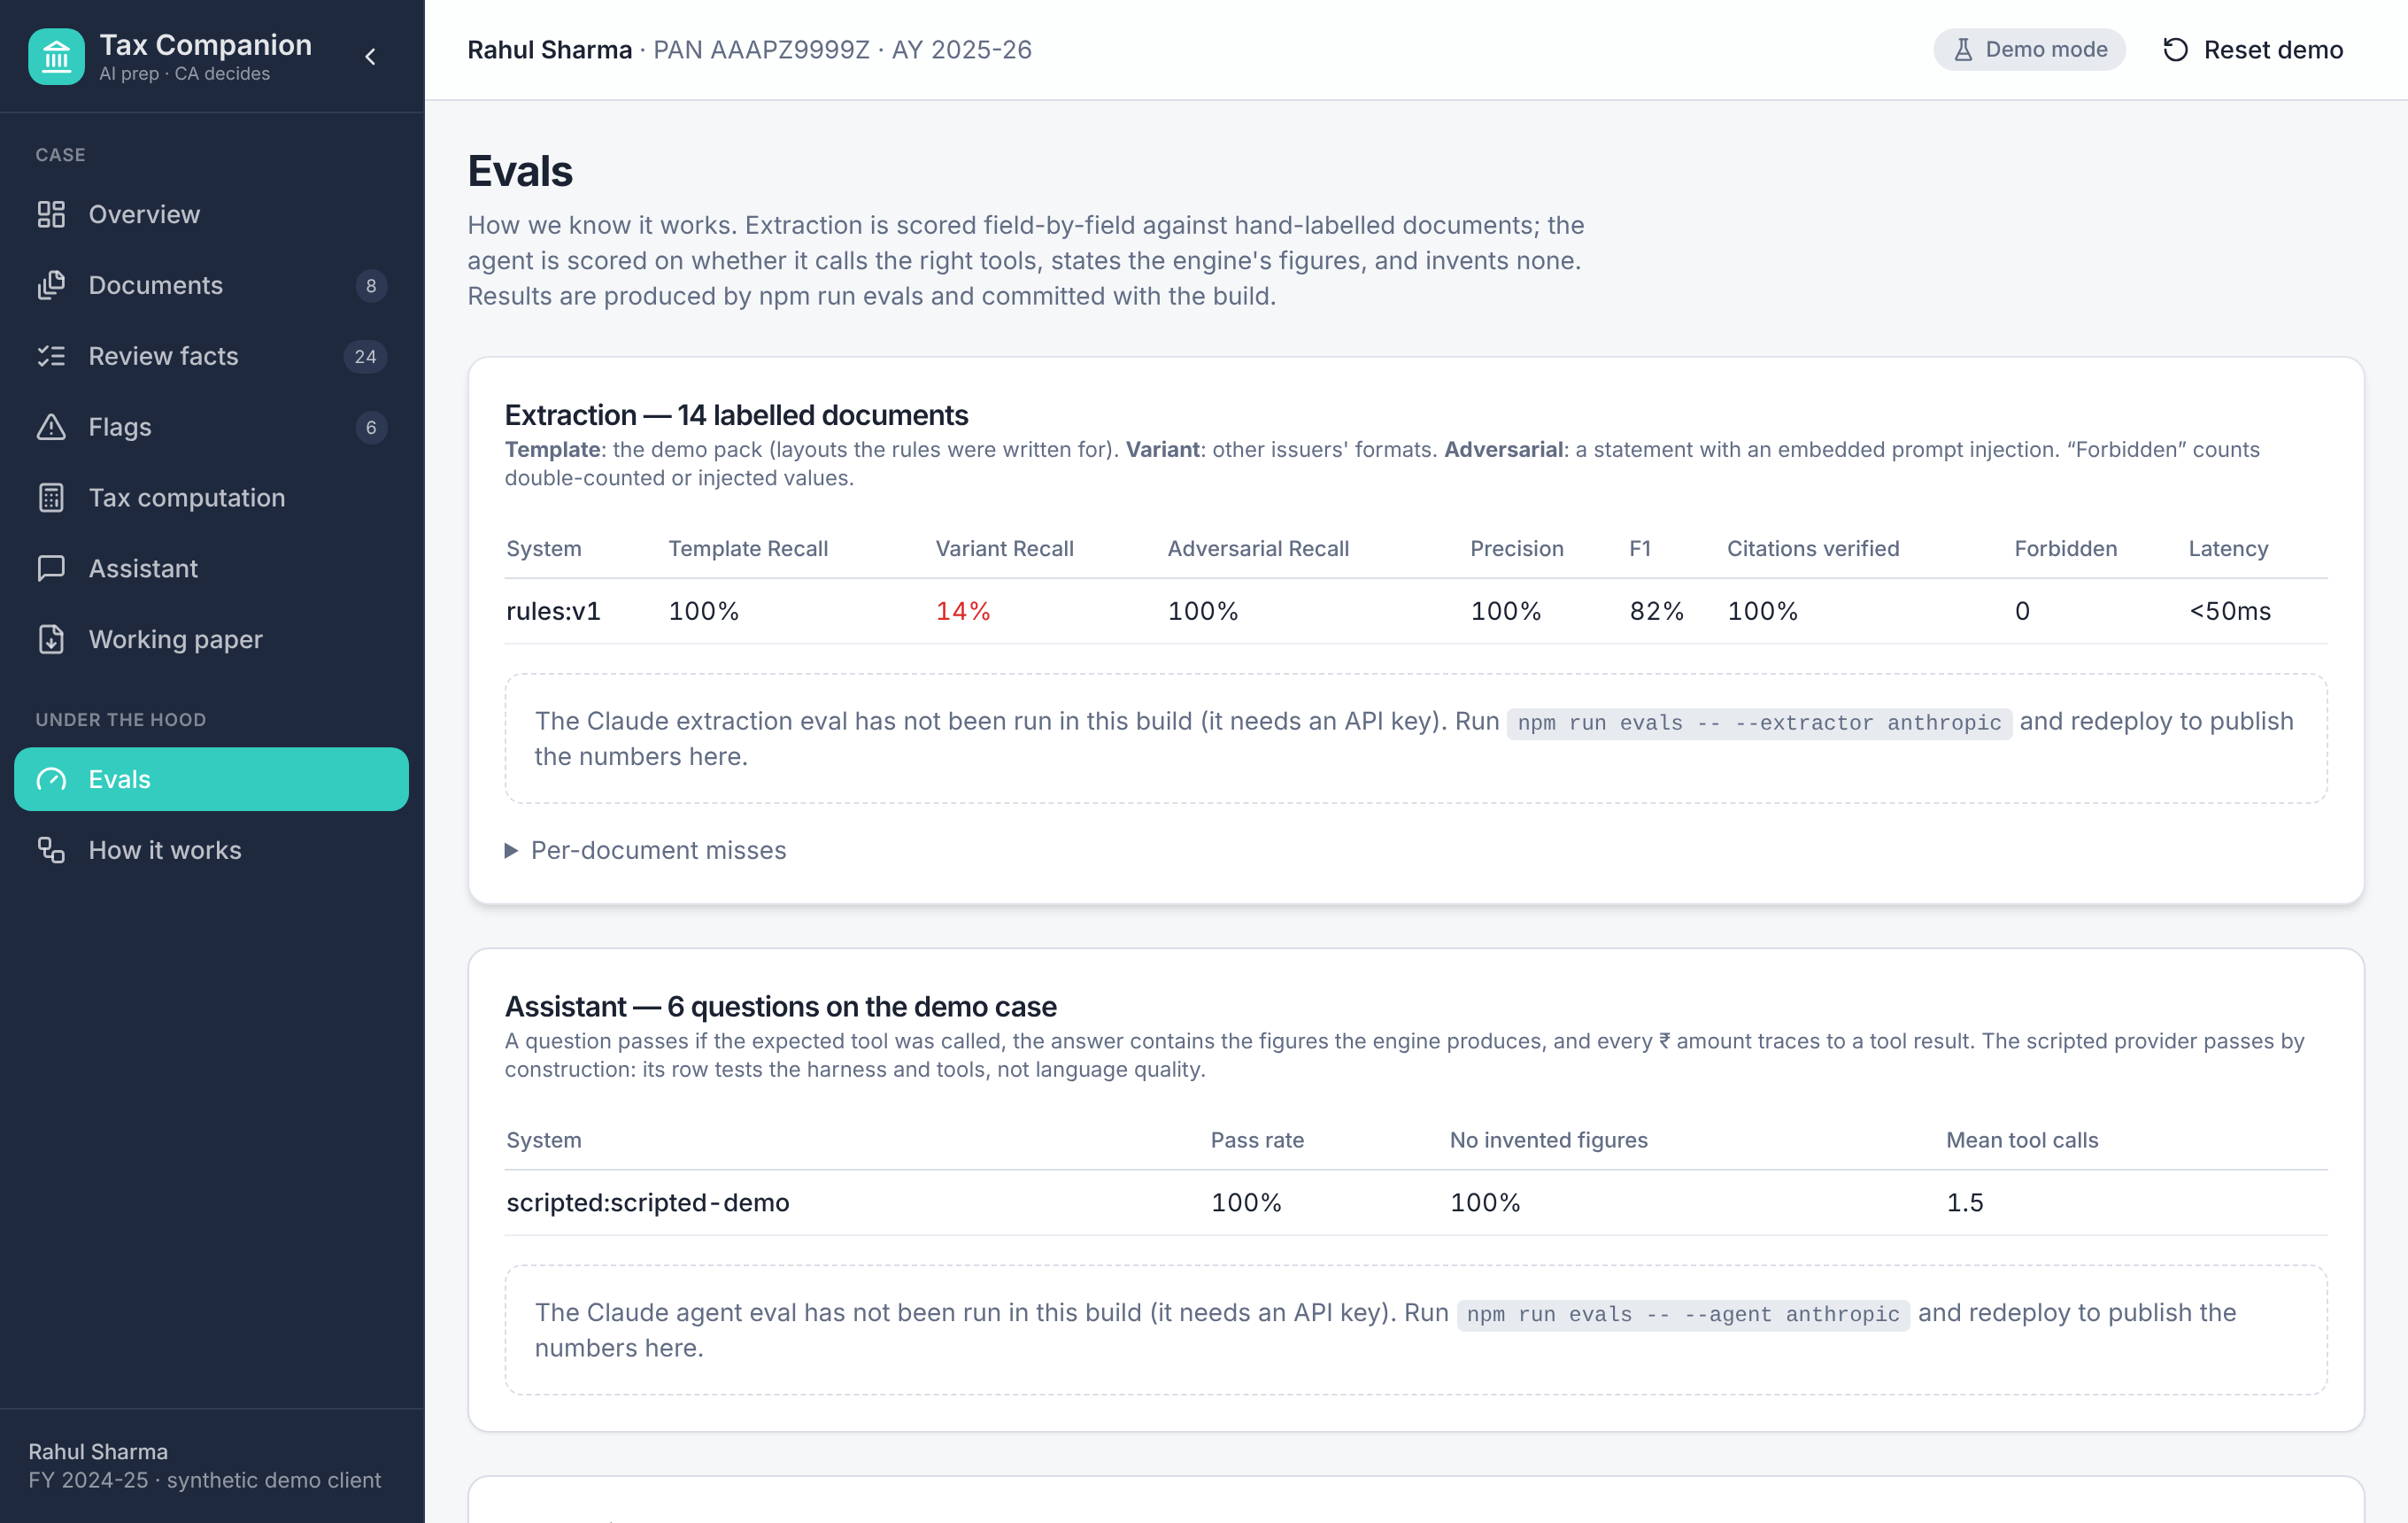 Tax Companion
AI prep · CA decides
CASE
Overview
Documents 8
Review facts 24
Flags 6
Tax computation
Assistant
Working paper
UNDER THE HOOD
Evals
How it works
Rahul Sharma
FY 2024-25 · synthetic demo client
Rahul Sharma · PAN AAAPZ9999Z · AY 2025-26
Demo mode
Reset demo
Evals
How we know it works. Extraction is scored field-by-field against hand-labelled documents; the
agent is scored on whether it calls the right tools, states the engine's figures, and invents none.
Results are produced by npm run evals and committed with the build.
Extraction — 14 labelled documents
Template: the demo pack (layouts the rules were written for). Variant: other issuers' formats. Adversarial: a statement with an embedded prompt injection. “Forbidden” counts
double-counted or injected values.
System Template Recall Variant Recall Adversarial Recall Precision F1 Citations verified Forbidden Latency
rules:v1 100% 14% 100% 100% 82% 100% 0 <50ms
The Claude extraction eval has not been run in this build (it needs an API key). Run npm run evals -- --extractor anthropic and redeploy to publish
the numbers here.
Per-document misses
Assistant — 6 questions on the demo case
A question passes if the expected tool was called, the answer contains the figures the engine produces, and every ₹ amount traces to a tool result. The scripted provider passes by
construction: its row tests the harness and tools, not language quality.
System Pass rate No invented figures Mean tool calls
scripted:scripted-demo 100% 100% 1.5
The Claude agent eval has not been run in this build (it needs an API key). Run npm run evals -- --agent anthropic and redeploy to publish the
numbers here.